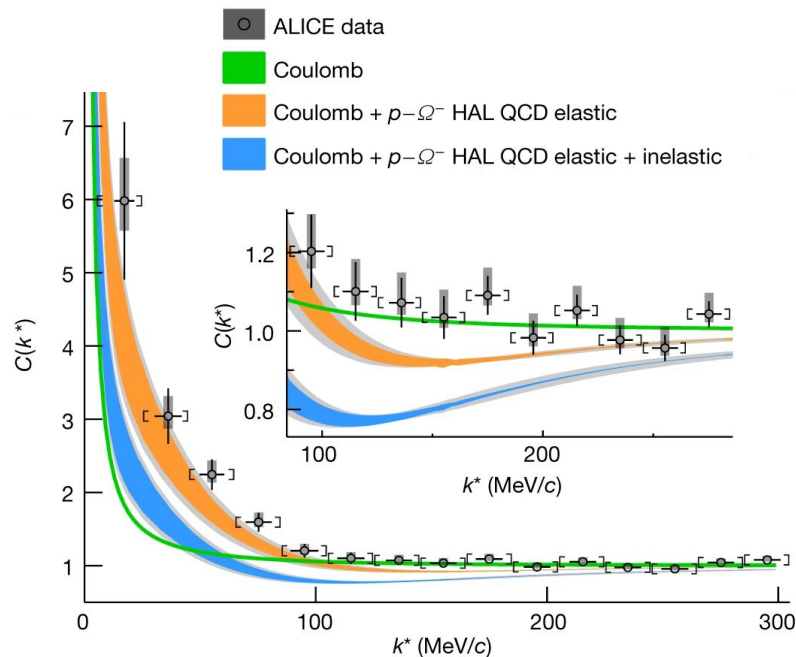 ALICE data
Coulomb
Coulomb + p–Ω⁻ HAL QCD elastic
Coulomb + p–Ω⁻ HAL QCD elastic + inelastic
C(k*)
7
6
5
4
3
2
1
0
100
200
300
k* (MeV/c)
C(k*)
1.2
1.0
0.8
100
200
k* (MeV/c)